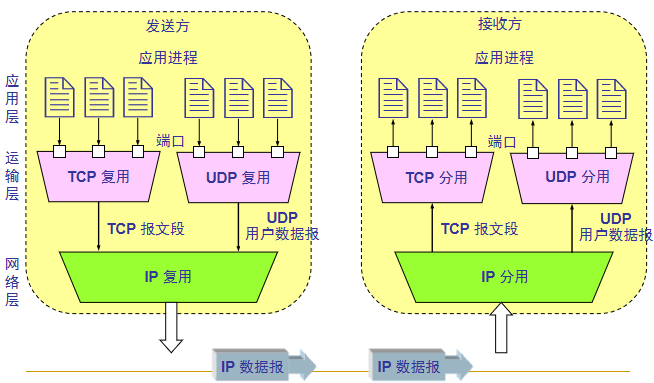 发送方
接收方
应用进程
应用进程
应用层
端口
端口
运输层
TCP 复用
UDP 复用
TCP 分用
UDP 分用
TCP 报文段
UDP
用户数据报
TCP 报文段
UDP
用户数据报
网络层
IP 复用
IP 分用
IP 数据报
IP 数据报